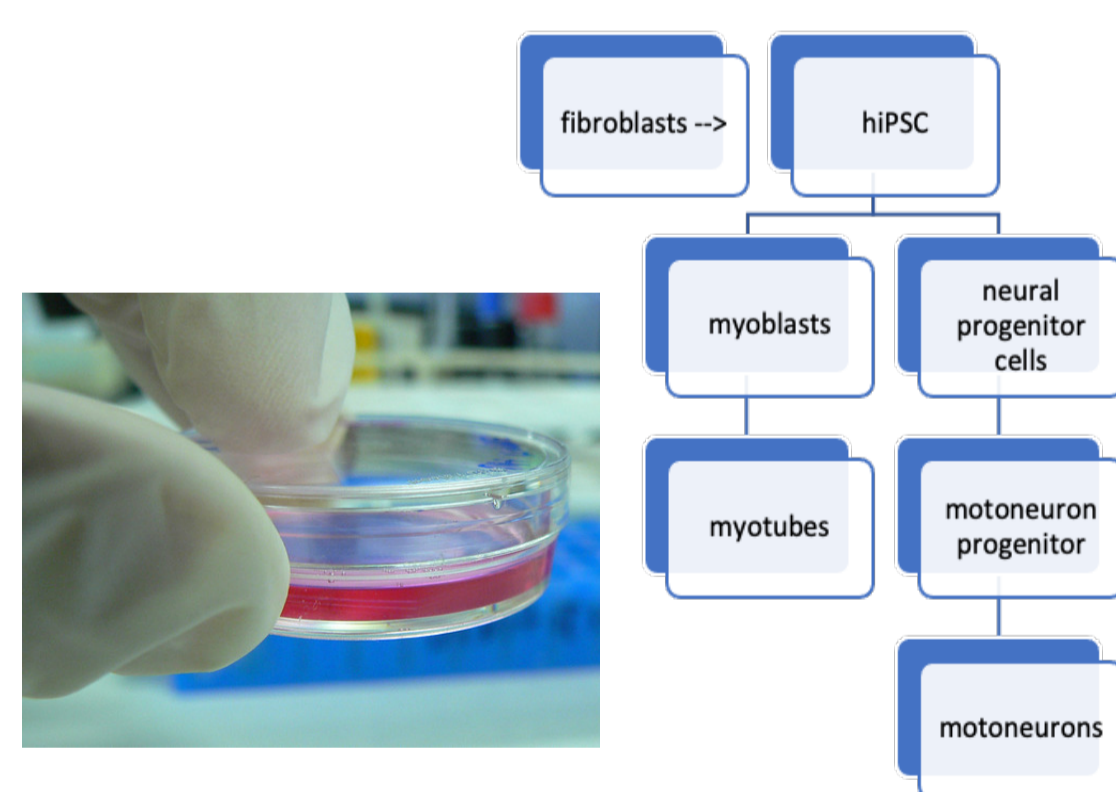 fibroblasts -->
hiPSC
myoblasts
neural
progenitor
cells
myotubes
motoneuron
progenitor
motoneurons